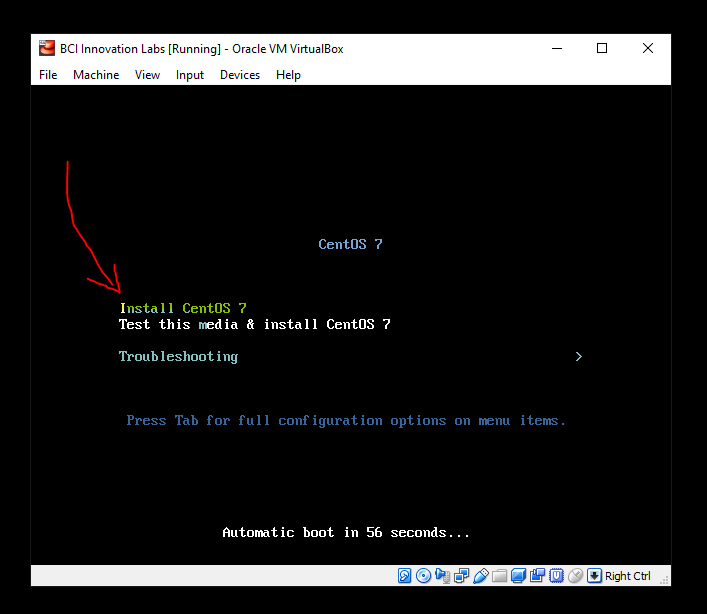 BCI Innovation Labs [Running] - Oracle VM VirtualBox
File Machine View Input Devices Help
CentOS 7
Install CentOS 7
Test this media & install CentOS 7
Troubleshooting >
Press Tab for full configuration options on menu items.
Automatic boot in 56 seconds...
Right Ctrl